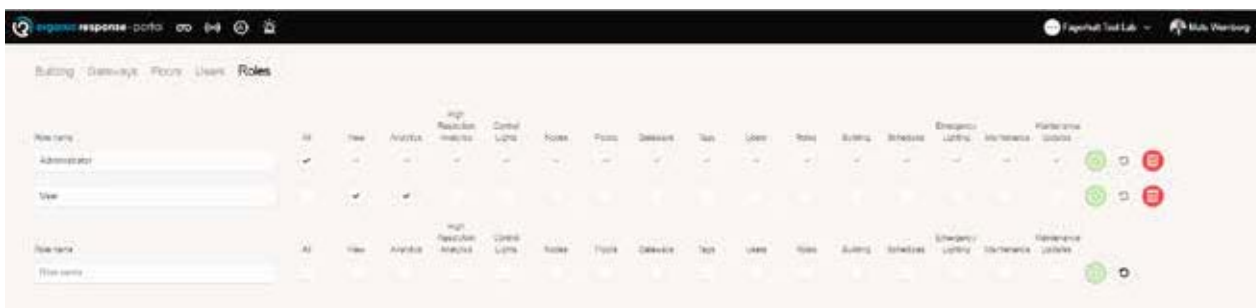 organic response-portal Fagerhult Test Lab Mats Wernborg
Building Gateways Floors Users Roles
Role name All View Analytics High Resolution Analytics Control Lights Nodes Floors Gateways Tags Users Roles Building Schedules Emergency Lighting Maintenance Maintenance Updates
Administrator
View
Role name All View Analytics High Resolution Analytics Control Lights Nodes Floors Gateways Tags Users Roles Building Schedules Emergency Lighting Maintenance Maintenance Updates
Role name